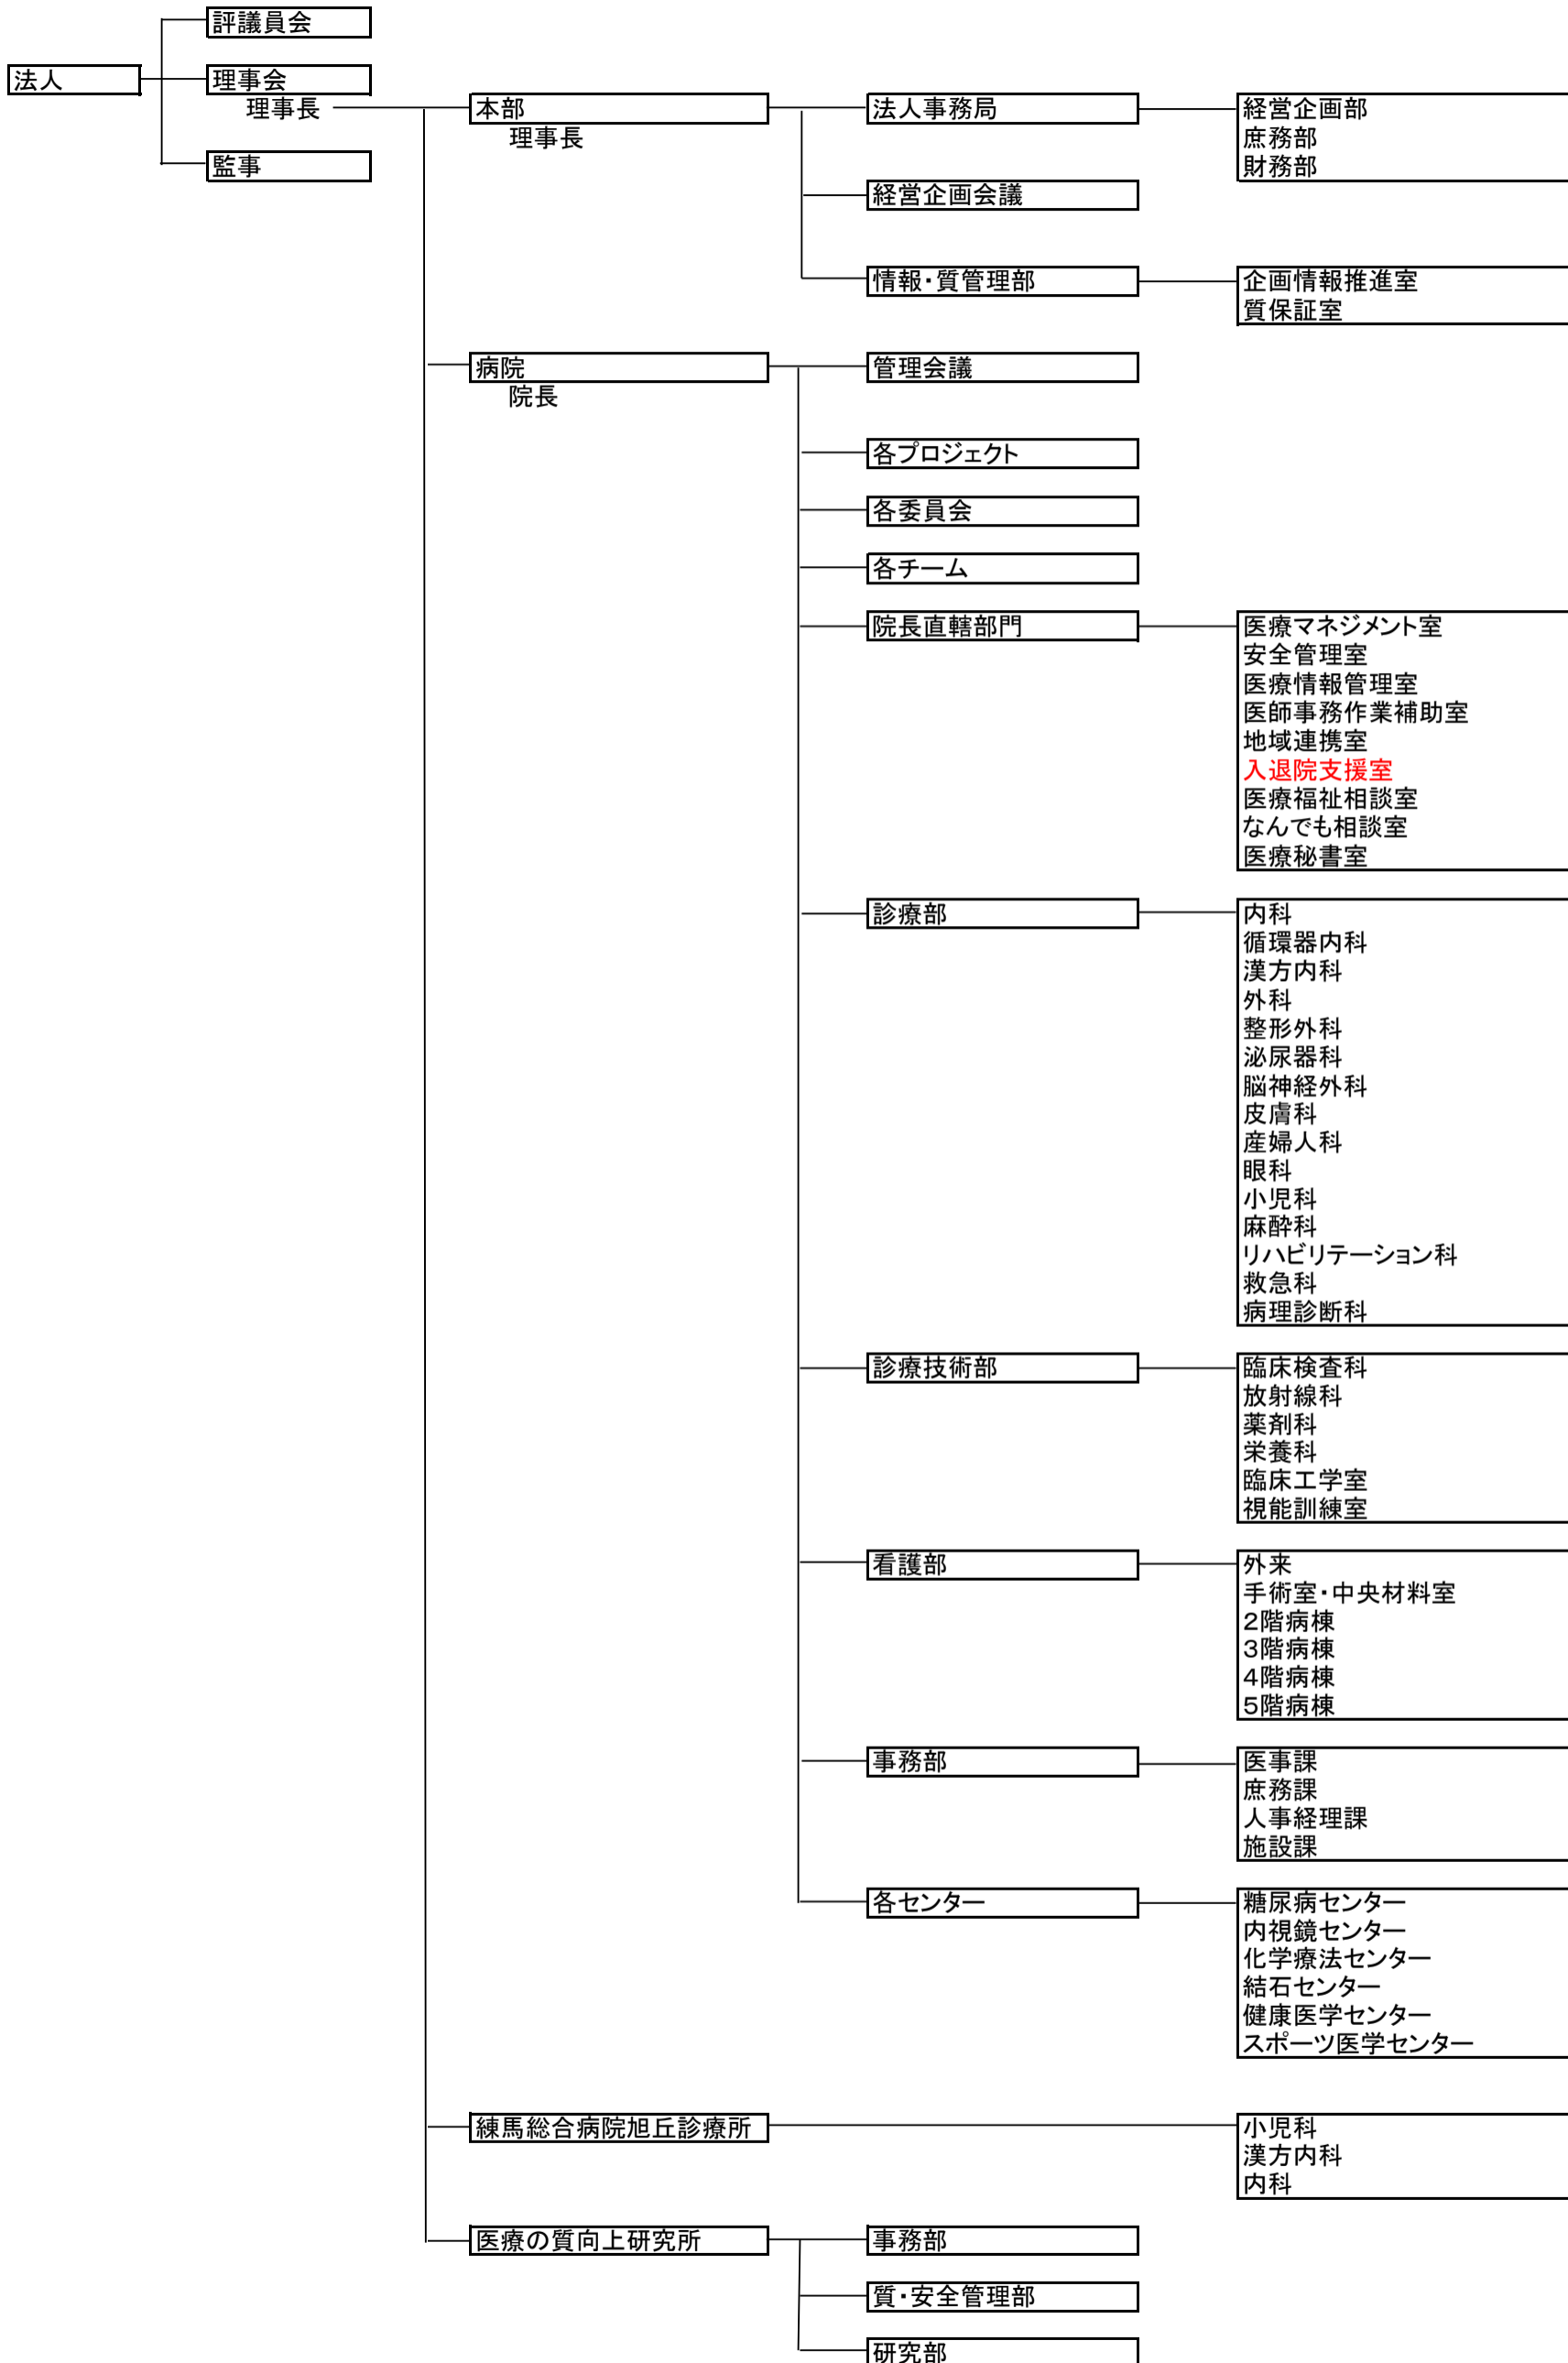 評議員会
法人
理事会
理事長
監事
本部
理事長
法人事務局
経営企画部
庶務部
財務部
経営企画会議
情報・質管理部
企画情報推進室
質保証室
病院
院長
管理会議
各プロジェクト
各委員会
各チーム
院長直轄部門
医療マネジメント室
安全管理室
医療情報管理室
医師事務作業補助室
地域連携室
入退院支援室
医療福祉相談室
なんでも相談室
医療秘書室
診療部
内科
循環器内科
漢方内科
外科
整形外科
泌尿器科
脳神経外科
皮膚科
産婦人科
眼科
小児科
麻酔科
リハビリテーション科
救急科
病理診断科
診療技術部
臨床検査科
放射線科
薬剤科
栄養科
臨床工学室
視能訓練室
看護部
外来
手術室・中央材料室
2階病棟
3階病棟
4階病棟
5階病棟
事務部
医事課
庶務課
人事経理課
施設課
各センター
糖尿病センター
内視鏡センター
化学療法センター
結石センター
健康医学センター
スポーツ医学センター
練馬総合病院旭丘診療所
小児科
漢方内科
内科
医療の質向上研究所
事務部
質・安全管理部
研究部